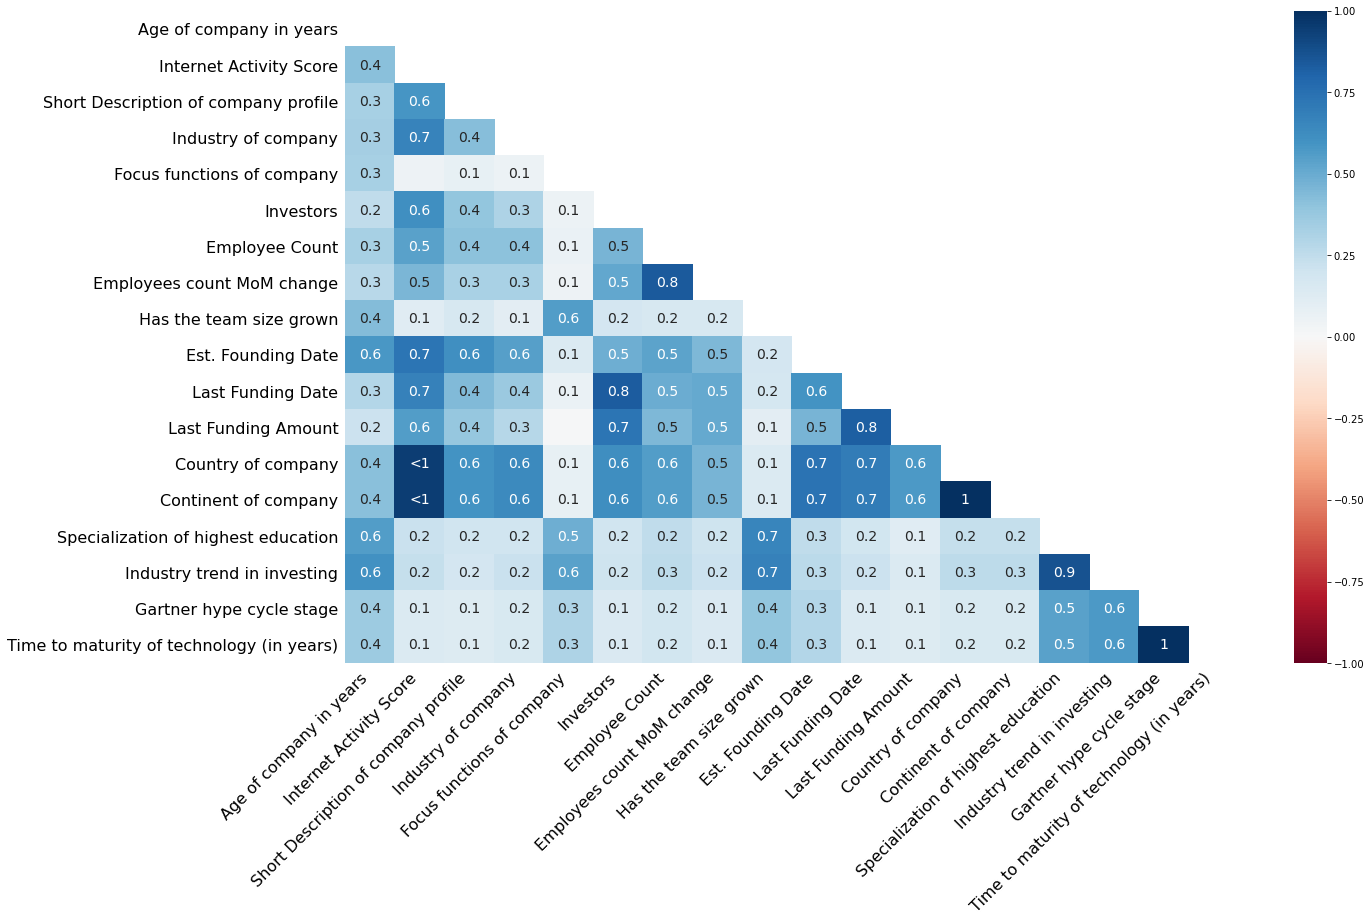 Age of company in years
Internet Activity Score 0.4
Short Description of company profile 0.3 0.6
Industry of company 0.3 0.7 0.4
Focus functions of company 0.3 0.1 0.1
Investors 0.2 0.6 0.4 0.3 0.1
Employee Count 0.3 0.5 0.4 0.4 0.1 0.5
Employees count MoM change 0.3 0.5 0.3 0.3 0.1 0.5 0.8
Has the team size grown 0.4 0.1 0.2 0.1 0.6 0.2 0.2 0.2
Est. Founding Date 0.6 0.7 0.6 0.6 0.1 0.5 0.5 0.5 0.2
Last Funding Date 0.3 0.7 0.4 0.4 0.1 0.8 0.5 0.5 0.2 0.6
Last Funding Amount 0.2 0.6 0.4 0.3 0.7 0.5 0.5 0.1 0.5 0.8
Country of company 0.4 <1 0.6 0.6 0.1 0.6 0.6 0.5 0.1 0.7 0.7 0.6
Continent of company 0.4 <1 0.6 0.6 0.1 0.6 0.6 0.5 0.1 0.7 0.7 0.6 1
Specialization of highest education 0.6 0.2 0.2 0.2 0.5 0.2 0.2 0.2 0.7 0.3 0.2 0.1 0.2 0.2
Industry trend in investing 0.6 0.2 0.2 0.2 0.6 0.2 0.3 0.2 0.7 0.3 0.2 0.1 0.3 0.3 0.9
Gartner hype cycle stage 0.4 0.1 0.1 0.2 0.3 0.1 0.2 0.1 0.4 0.3 0.1 0.1 0.2 0.2 0.5 0.6
Time to maturity of technology (in years) 0.4 0.1 0.1 0.2 0.3 0.1 0.2 0.1 0.4 0.3 0.1 0.1 0.2 0.2 0.5 0.6 1
Age of company in years
Internet Activity Score
Short Description of company profile
Industry of company
Focus functions of company
Investors
Employee Count
Employees count MoM change
Has the team size grown
Est. Founding Date
Last Funding Date
Last Funding Amount
Country of company
Continent of company
Specialization of highest education
Industry trend in investing
Gartner hype cycle stage
Time to maturity of technology (in years)
1.00
0.75
0.50
0.25
0.00
−0.25
−0.50
−0.75
−1.00